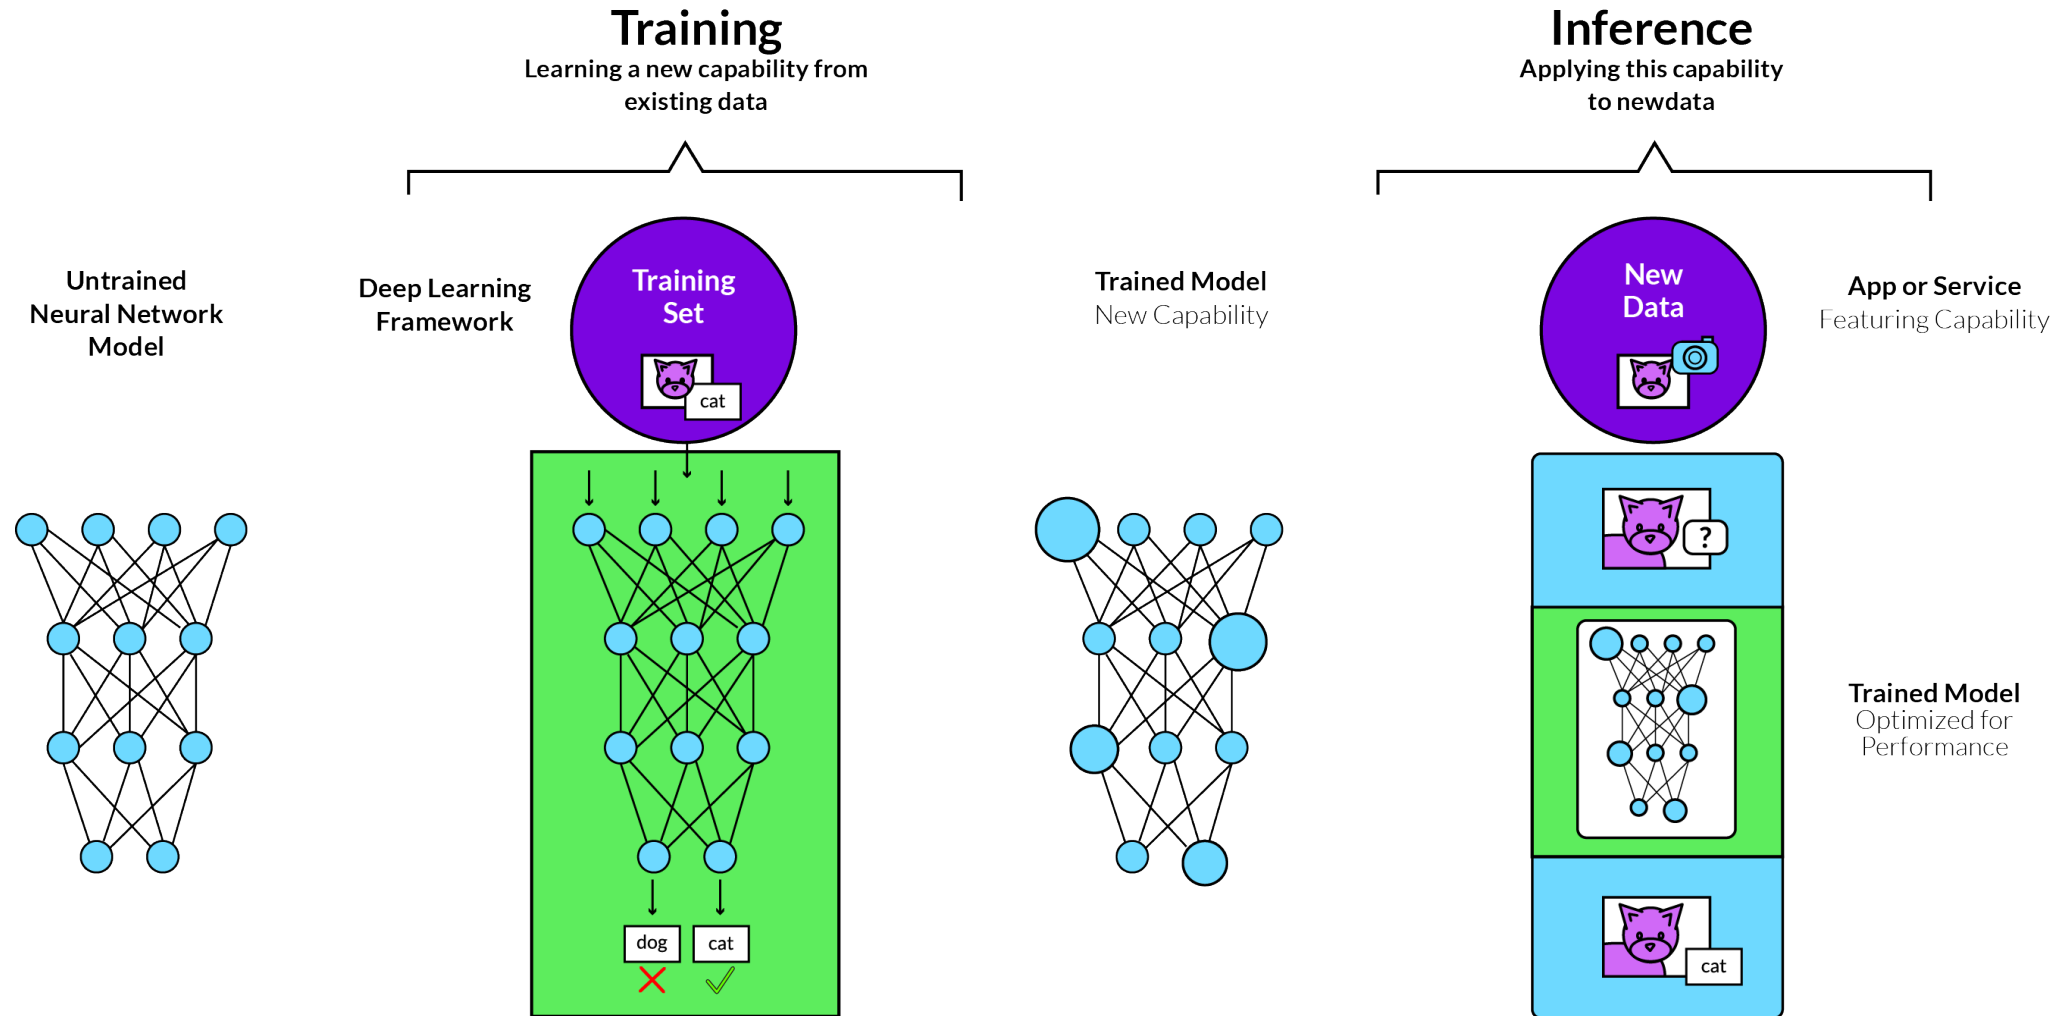 Training
Learning a new capability from
existing data
Inference
Applying this capability
to newdata
Untrained
Neural Network
Model
Deep Learning
Framework
Training
Set
cat
Trained Model
New Capability
New
Data
App or Service
Featuring Capability
?
dog
cat
Trained Model
Optimized for
Performance
cat